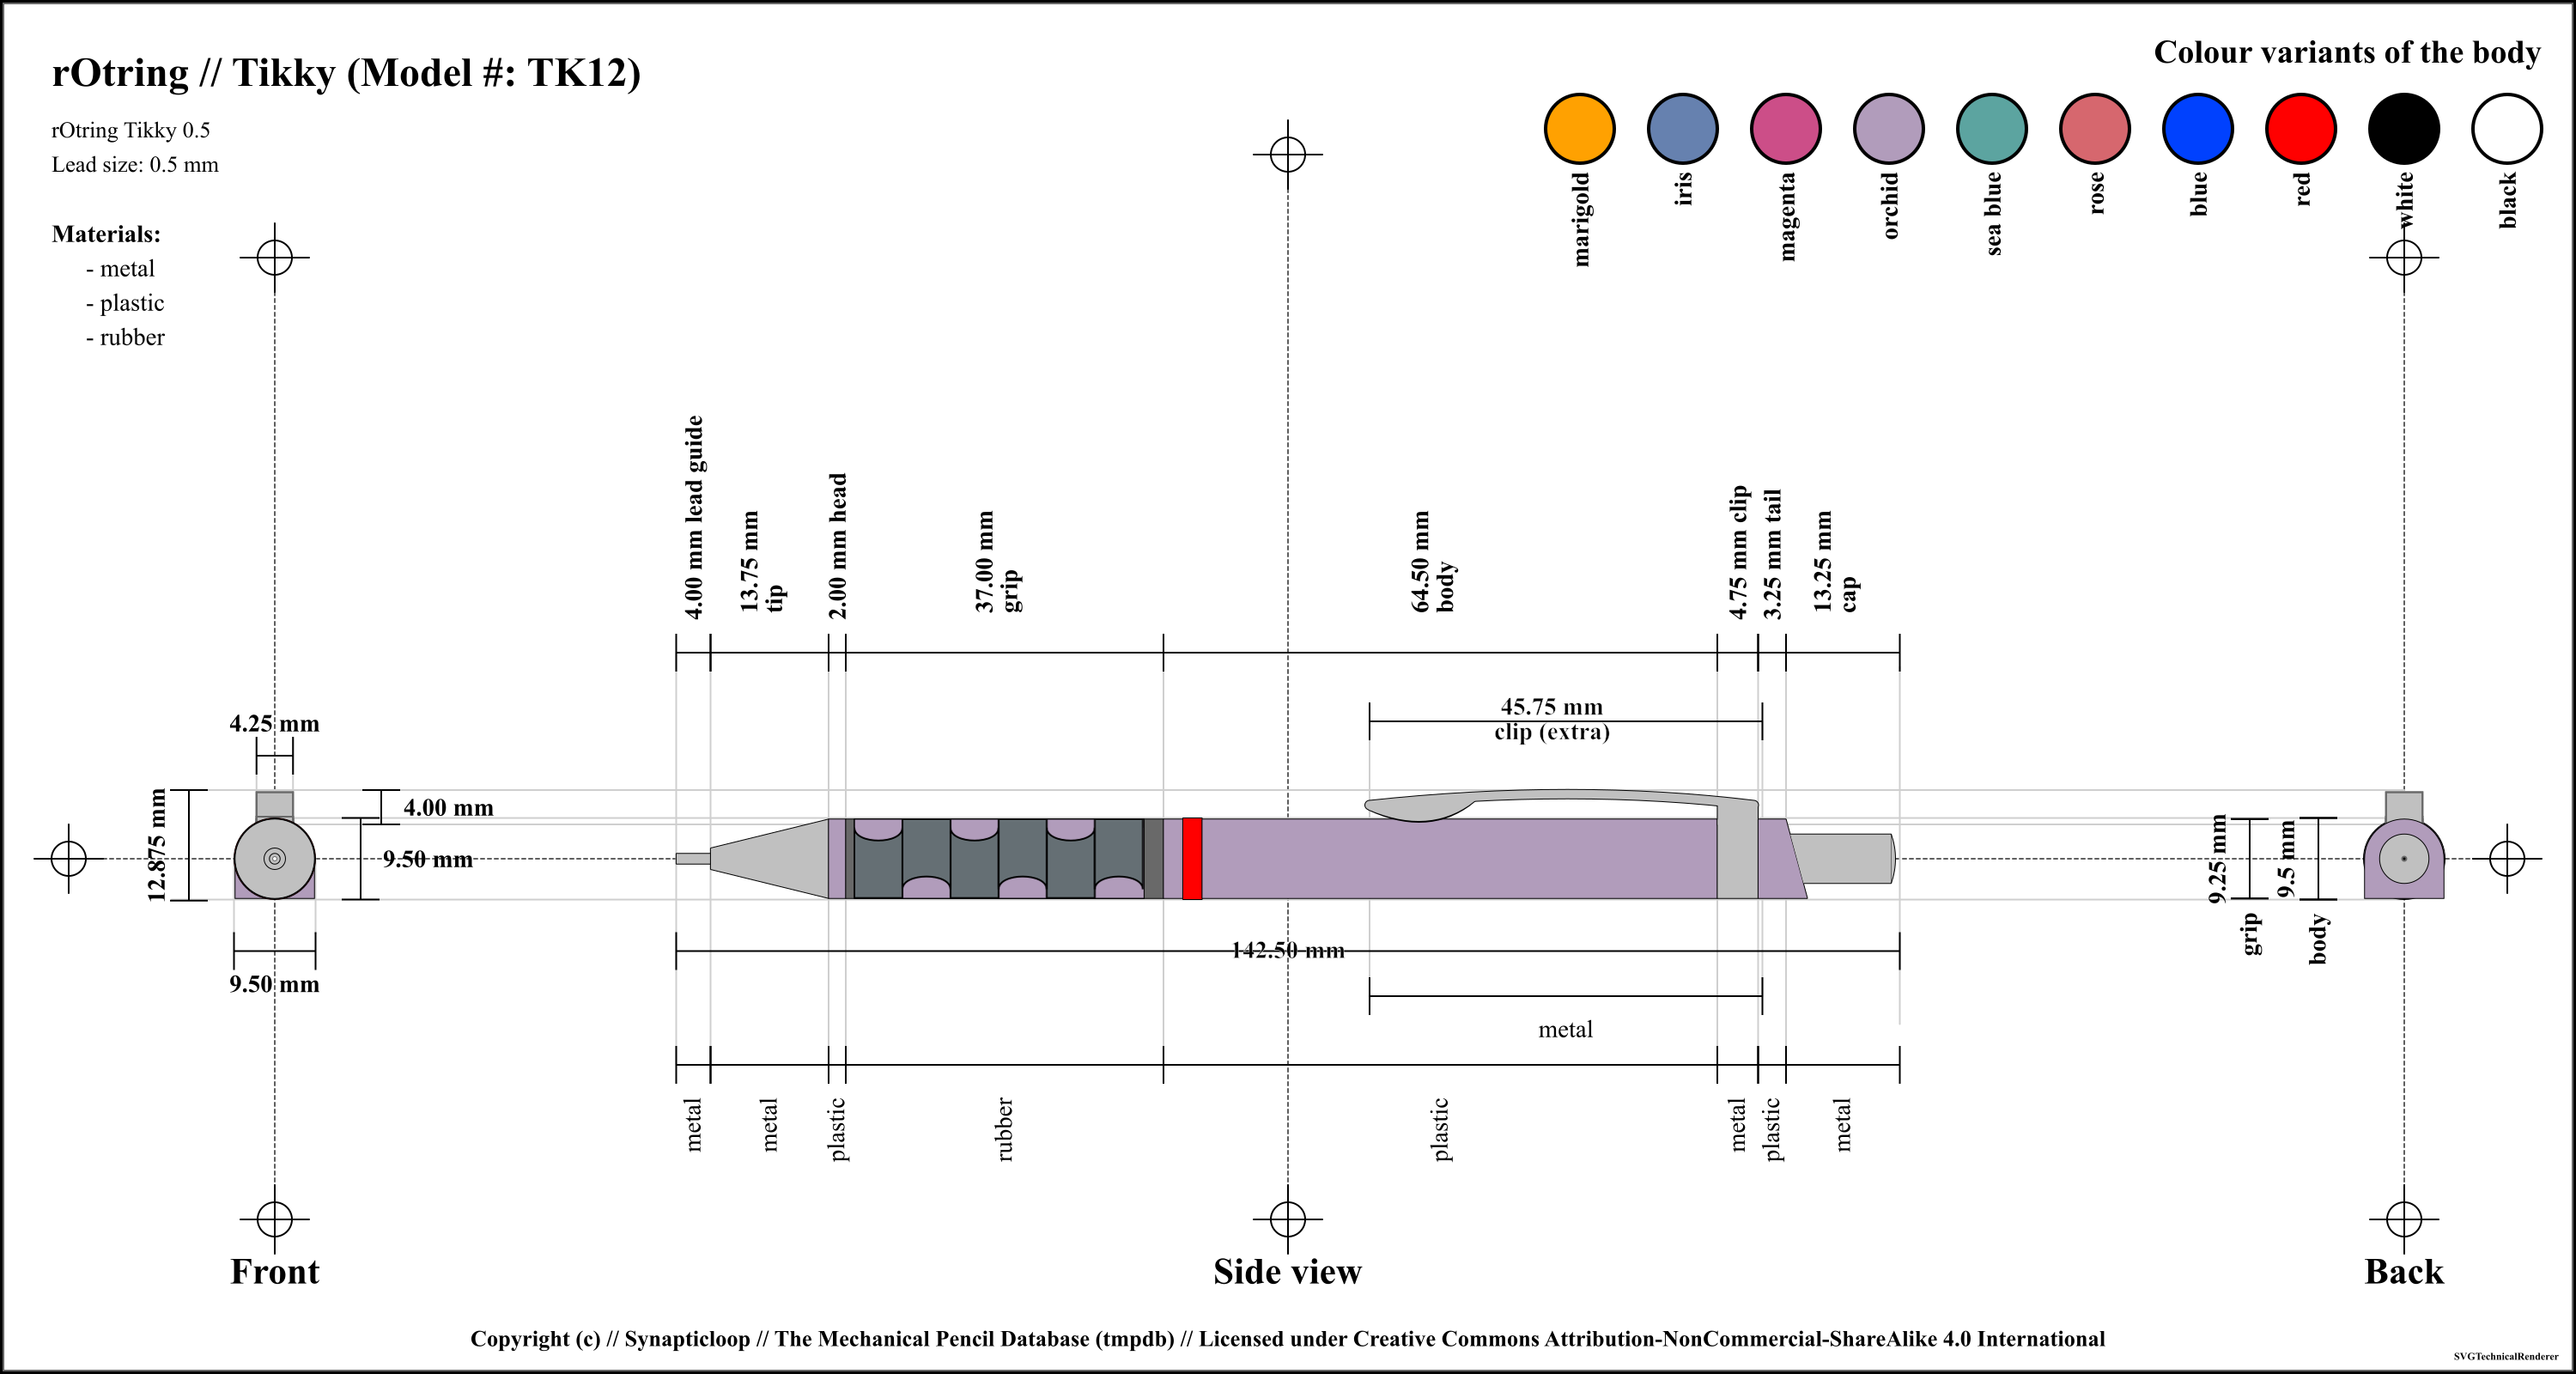 rOtring // Tikky (Model #: TK12)
rOtring Tikky 0.5
Lead size: 0.5 mm
Materials:
- metal
- plastic
- rubber
Colour variants of the body
marigold
iris
magenta
orchid
sea blue
rose
blue
red
white
black
4.00 mm lead guide
13.75 mm
tip
2.00 mm head
37.00 mm
grip
64.50 mm
body
4.75 mm clip
3.25 mm tail
13.25 mm
cap
45.75 mm
clip (extra)
4.25 mm
12.875 mm
4.00 mm
9.50 mm
9.50 mm
142.50 mm
9.25 mm
grip
9.5 mm
body
metal
metal
metal
plastic
rubber
plastic
metal
plastic
metal
Front
Side view
Back
Copyright (c) // Synapticloop // The Mechanical Pencil Database (tmpdb) // Licensed under Creative Commons Attribution-NonCommercial-ShareAlike 4.0 International
SVGTechnicalRenderer